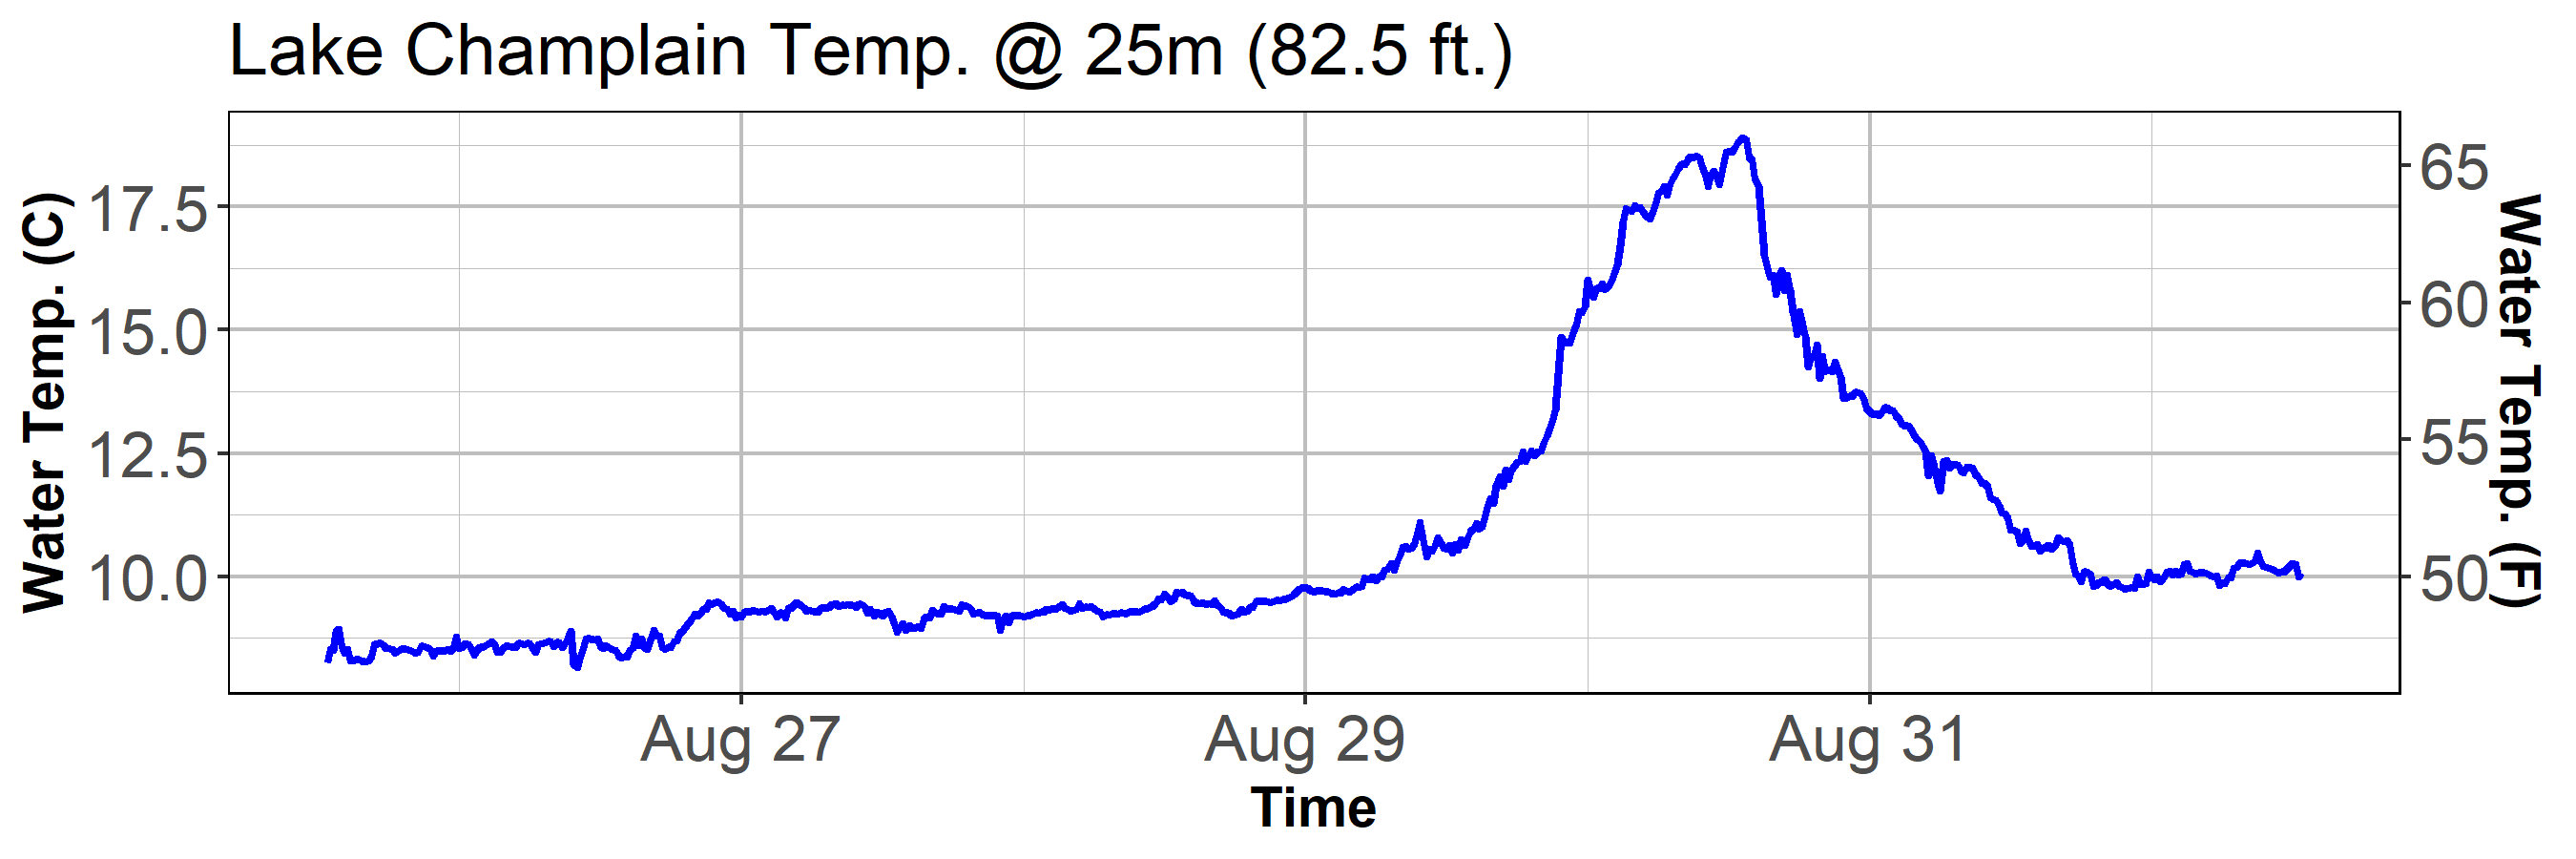 Lake Champlain Temp. @ 25m (82.5 ft.)
Water Temp. (C)
17.5
15.0
12.5
10.0
65
60
55
50
Water Temp. (F)
Aug 27
Aug 29
Aug 31
Time